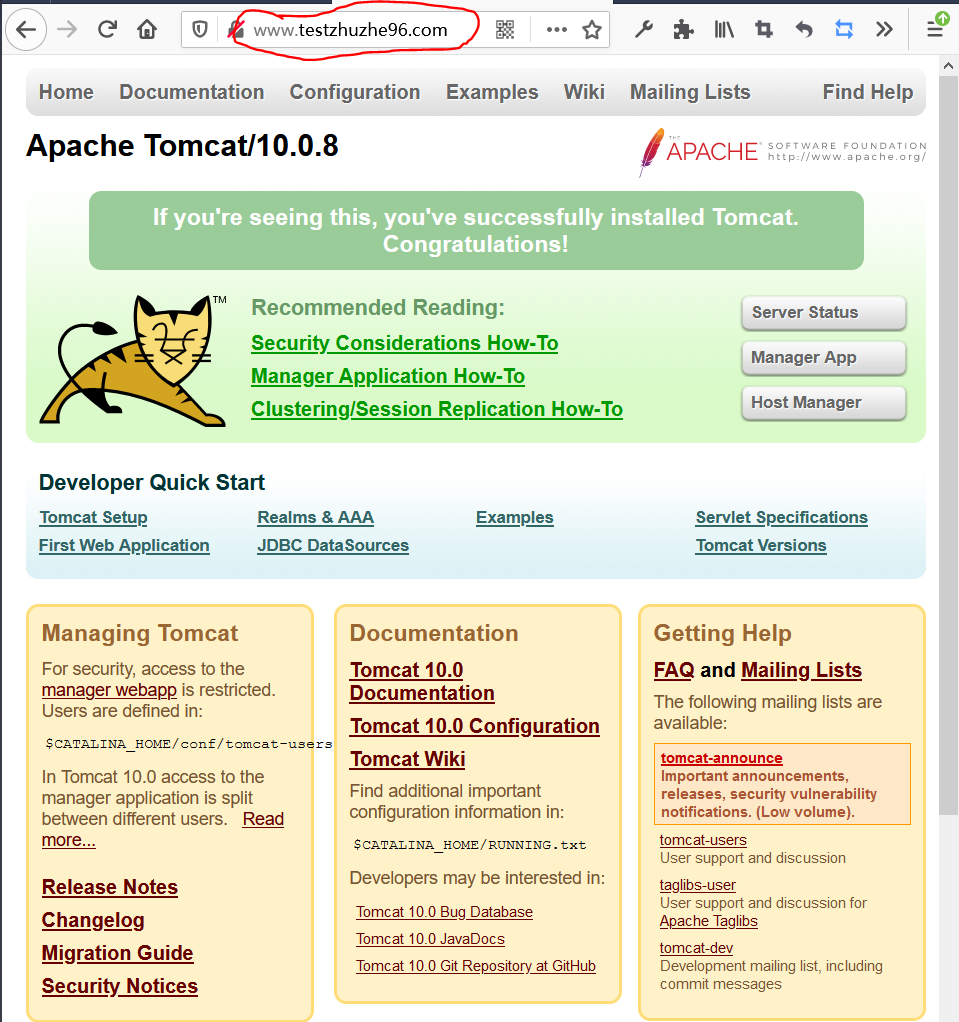 www.testzhuzhe96.com
Home Documentation Configuration Examples Wiki Mailing Lists Find Help
Apache Tomcat/10.0.8
THE
APACHE®
SOFTWARE FOUNDATION
http://www.apache.org/
If you're seeing this, you've successfully installed Tomcat.
Congratulations!
TM
Recommended Reading:
Security Considerations How-To
Manager Application How-To
Clustering/Session Replication How-To
Server Status
Manager App
Host Manager
Developer Quick Start
Tomcat Setup
First Web Application
Realms & AAA
JDBC DataSources
Examples
Servlet Specifications
Tomcat Versions
Managing Tomcat
For security, access to the
manager webapp is restricted.
Users are defined in:
$CATALINA_HOME/conf/tomcat-users
In Tomcat 10.0 access to the
manager application is split
between different users. Read
more...
Release Notes
Changelog
Migration Guide
Security Notices
Documentation
Tomcat 10.0
Documentation
Tomcat 10.0 Configuration
Tomcat Wiki
Find additional important
configuration information in:
$CATALINA_HOME/RUNNING.txt
Developers may be interested in:
Tomcat 10.0 Bug Database
Tomcat 10.0 JavaDocs
Tomcat 10.0 Git Repository at GitHub
Getting Help
FAQ and Mailing Lists
The following mailing lists are
available:
tomcat-announce
Important announcements,
releases, security vulnerability
notifications. (Low volume).
tomcat-users
User support and discussion
taglibs-user
User support and discussion for
Apache Taglibs
tomcat-dev
Development mailing list, including
commit messages